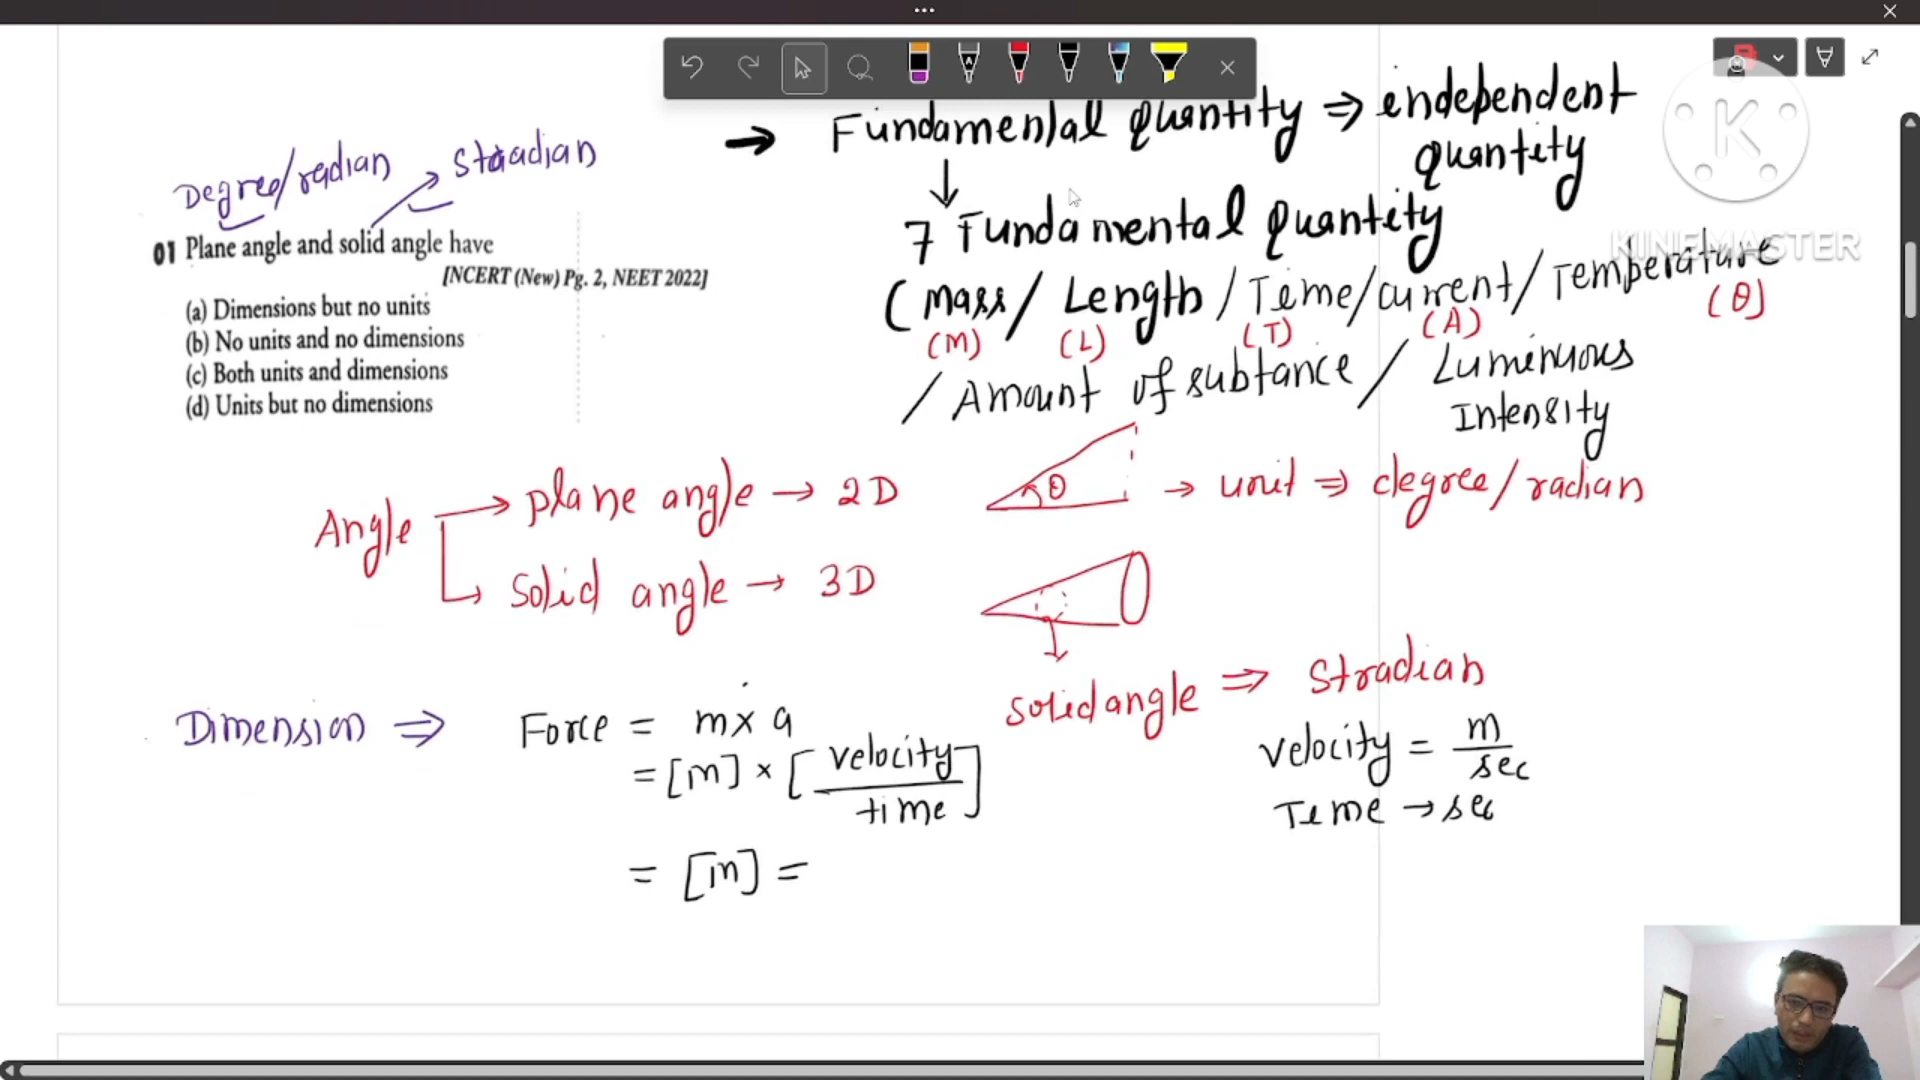 → Fundamental quantity ⇒ independent
quantity
↓
7 Fundamental quantity
(Mass/ Length/Time/current/Temperature
(M) (L) (T) (A) (θ)
/Amount of subtance/ Luminuous
Intensity
KINEMASTER
Degree/radian → Staadian
01 Plane angle and solid angle have
[NCERT (New) Pg. 2, NEET 2022]
(a) Dimensions but no units
(b) No units and no dimensions
(c) Both units and dimensions
(d) Units but no dimensions
Angle → plane angle → 2D θ → unit ⇒ degree/radian
→ Solid angle → 3D
solid angle ⇒ Stradian
Dimension ⇒ Force = m x a
= [m] × [velocity/time]
= [m] =
velocity = m/sec
Time → sec